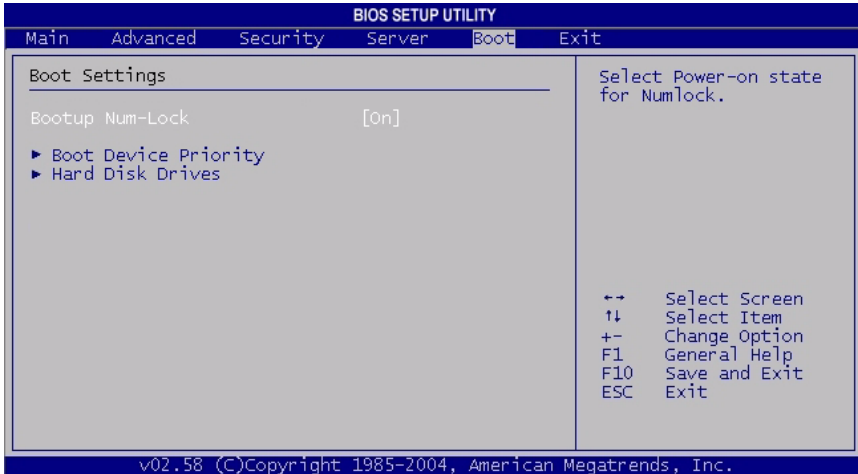 BIOS SETUP UTILITY
Main Advanced Security Server Boot Exit
Boot Settings
Bootup Num-Lock [On]
► Boot Device Priority
► Hard Disk Drives
Select Power-on state
for Numlock.
←→ Select Screen
↑↓ Select Item
+- Change Option
F1 General Help
F10 Save and Exit
ESC Exit
v02.58 (C)Copyright 1985-2004, American Megatrends, Inc.